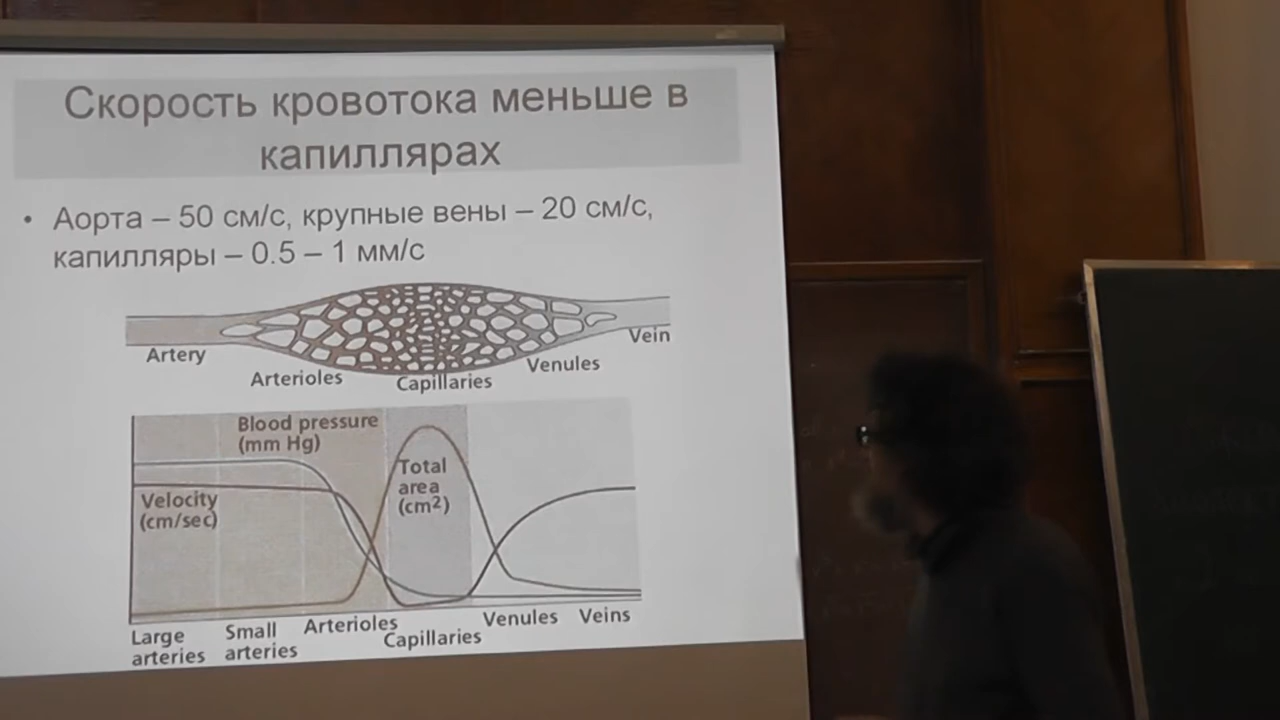 Скорость кровотока меньше в
капиллярах
• Аорта – 50 см/с, крупные вены – 20 см/с,
капилляры – 0.5 – 1 мм/с
Artery
Arterioles
Capillaries
Venules
Vein
Blood pressure
(mm Hg)
Velocity
(cm/sec)
Total
area
(cm2)
Large
arteries
Small
arteries
Arterioles
Capillaries
Venules
Veins